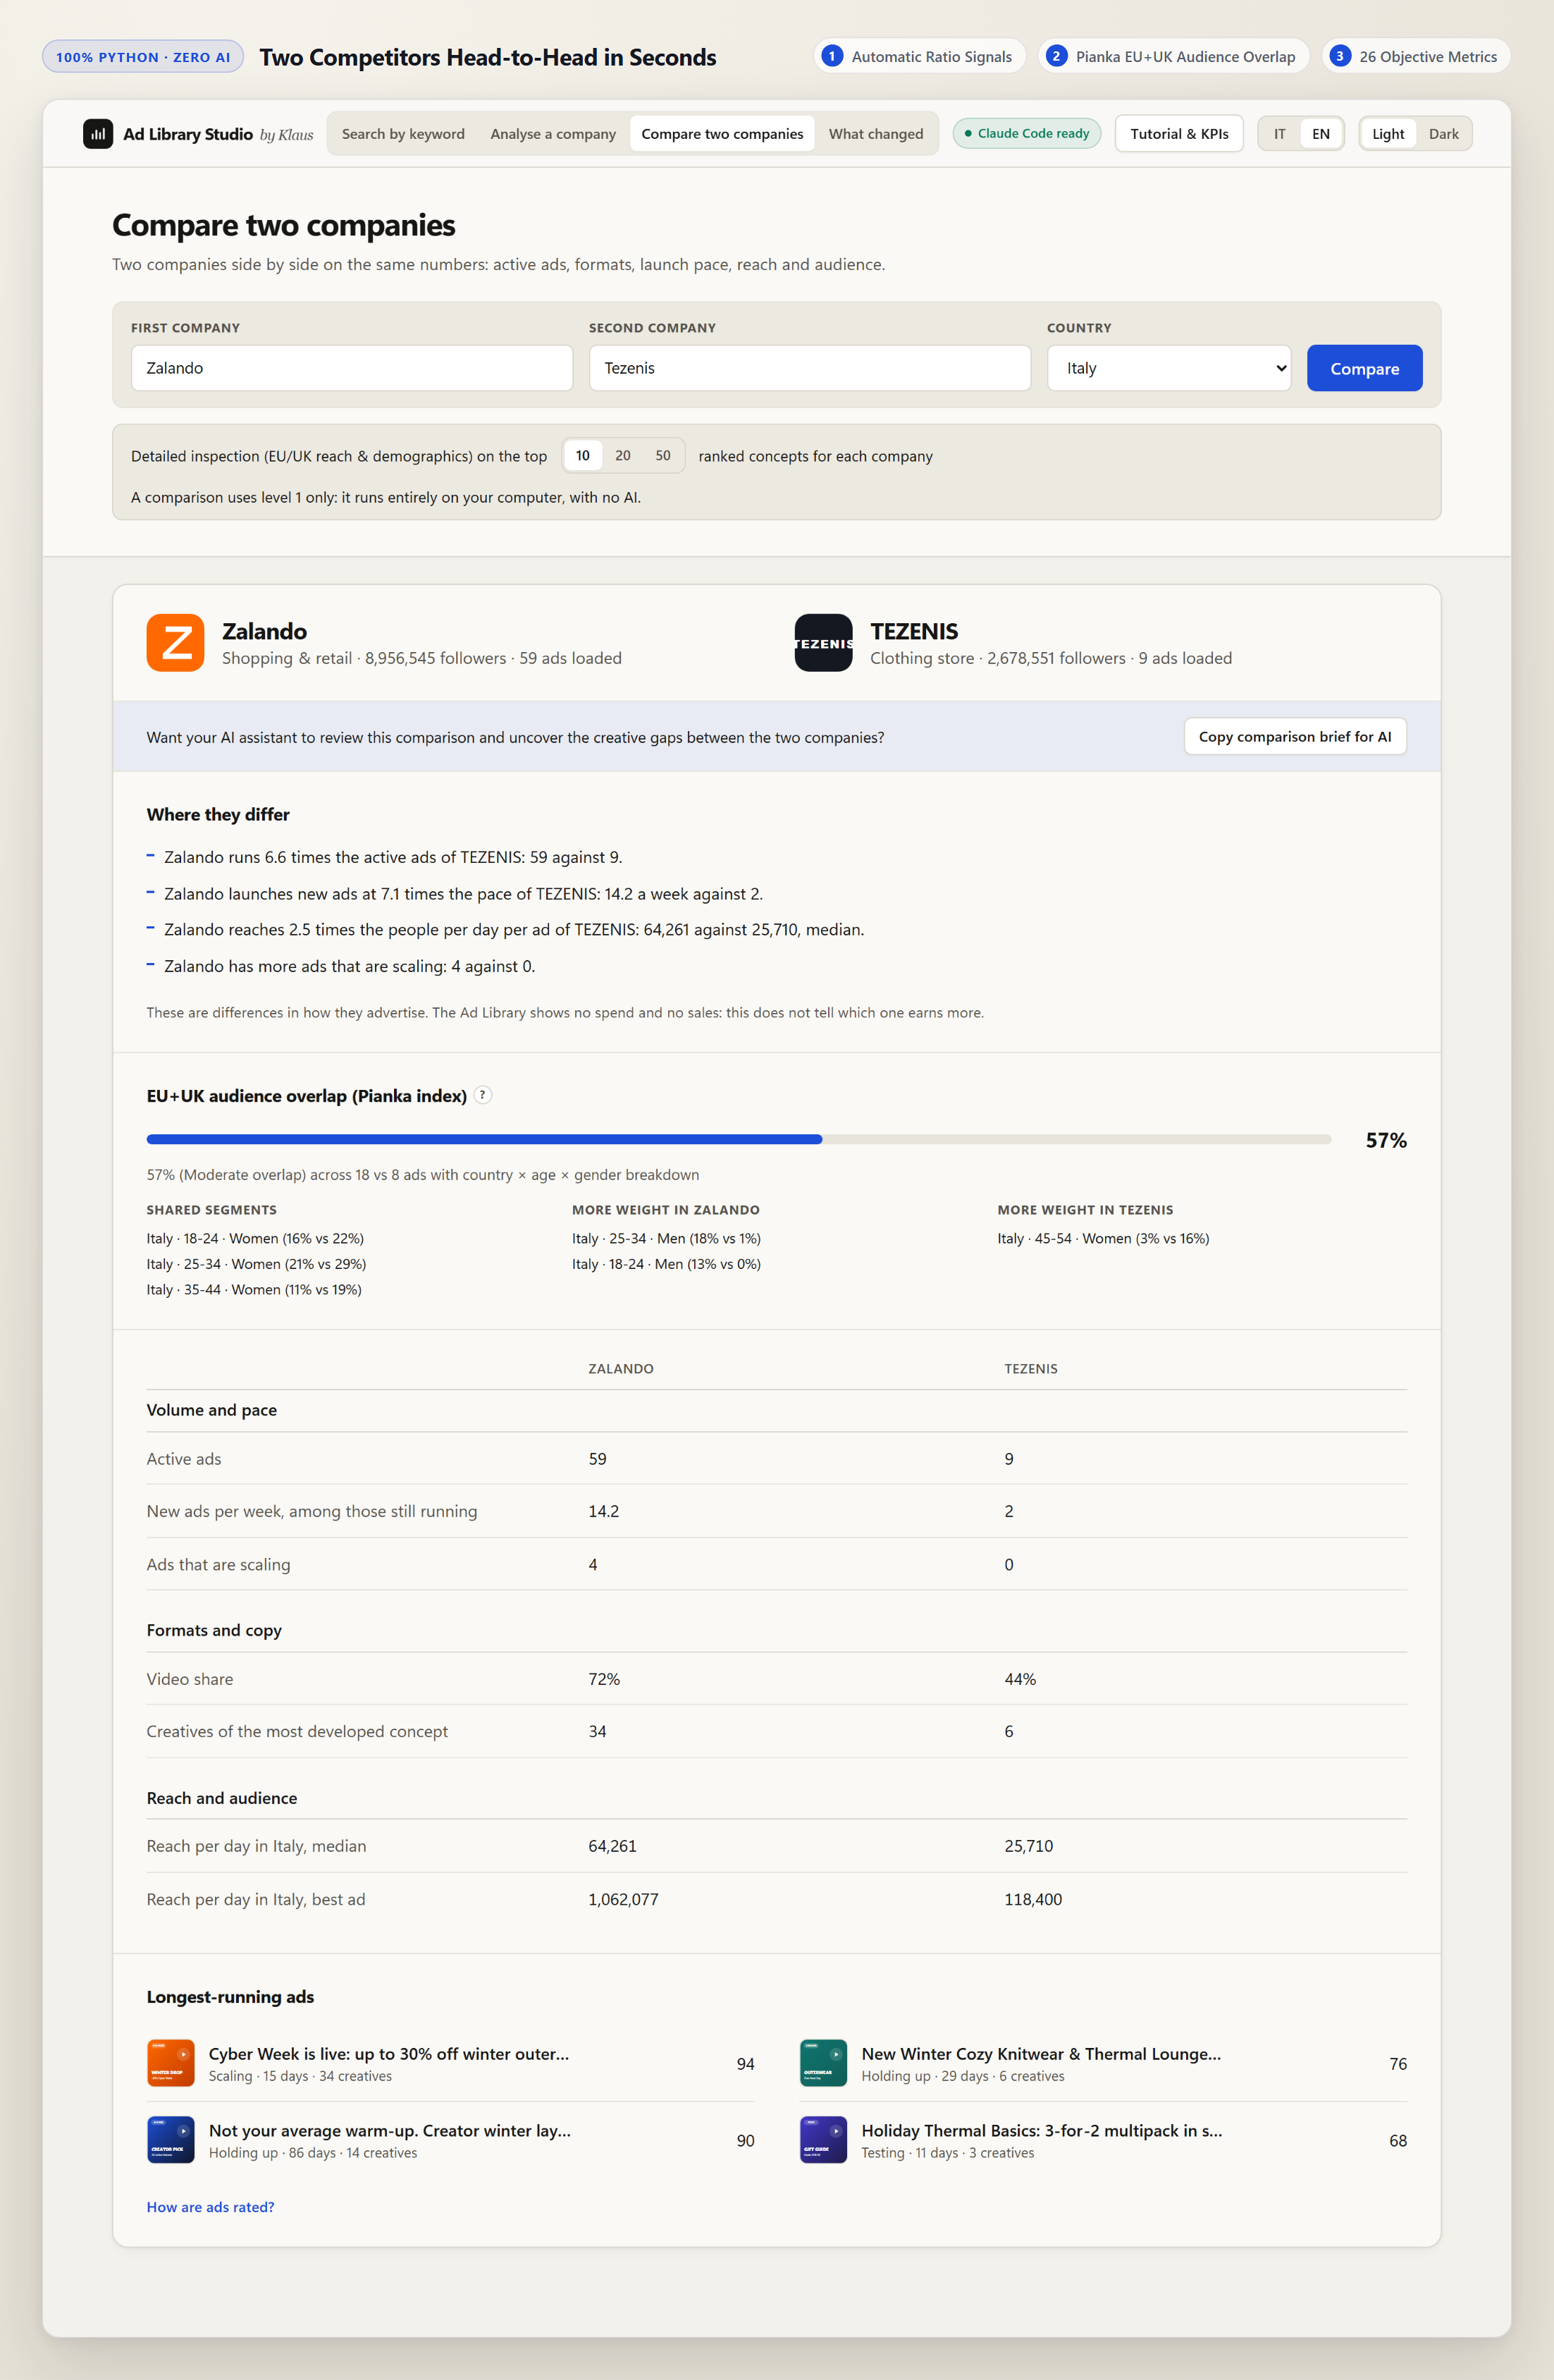 100% PYTHON · ZERO AI
Two Competitors Head-to-Head in Seconds
1 Automatic Ratio Signals
2 Pianka EU+UK Audience Overlap
3 26 Objective Metrics
Ad Library Studio by Klaus
Search by keyword
Analyse a company
Compare two companies
What changed
Claude Code ready
Tutorial & KPIs
IT EN
Light Dark
Compare two companies
Two companies side by side on the same numbers: active ads, formats, launch pace, reach and audience.
FIRST COMPANY SECOND COMPANY COUNTRY
Zalando Tezenis Italy Compare
Detailed inspection (EU/UK reach & demographics) on the top 10 20 50 ranked concepts for each company
A comparison uses level 1 only: it runs entirely on your computer, with no AI.
Z
Zalando
Shopping & retail · 8,956,545 followers · 59 ads loaded
TEZENIS
TEZENIS
Clothing store · 2,678,551 followers · 9 ads loaded
Want your AI assistant to review this comparison and uncover the creative gaps between the two companies?
Copy comparison brief for AI
Where they differ
– Zalando runs 6.6 times the active ads of TEZENIS: 59 against 9.
– Zalando launches new ads at 7.1 times the pace of TEZENIS: 14.2 a week against 2.
– Zalando reaches 2.5 times the people per day per ad of TEZENIS: 64,261 against 25,710, median.
– Zalando has more ads that are scaling: 4 against 0.
These are differences in how they advertise. The Ad Library shows no spend and no sales: this does not tell which one earns more.
EU+UK audience overlap (Pianka index) ?
57%
57% (Moderate overlap) across 18 vs 8 ads with country × age × gender breakdown
SHARED SEGMENTS
Italy · 18-24 · Women (16% vs 22%)
Italy · 25-34 · Women (21% vs 29%)
Italy · 35-44 · Women (11% vs 19%)
MORE WEIGHT IN ZALANDO
Italy · 25-34 · Men (18% vs 1%)
Italy · 18-24 · Men (13% vs 0%)
MORE WEIGHT IN TEZENIS
Italy · 45-54 · Women (3% vs 16%)
ZALANDO TEZENIS
Volume and pace
Active ads 59 9
New ads per week, among those still running 14.2 2
Ads that are scaling 4 0
Formats and copy
Video share 72% 44%
Creatives of the most developed concept 34 6
Reach and audience
Reach per day in Italy, median 64,261 25,710
Reach per day in Italy, best ad 1,062,077 118,400
Longest-running ads
WINTER DROP
Cyber Week is live: up to 30% off winter outer...
Scaling · 15 days · 34 creatives
94
CREATOR PICK
Not your average warm-up. Creator winter lay...
Holding up · 86 days · 14 creatives
90
OUTERWEAR
New Winter Cozy Knitwear & Thermal Lounge...
Holding up · 29 days · 6 creatives
76
GIFT GUIDE
Holiday Thermal Basics: 3-for-2 multipack in s...
Testing · 11 days · 3 creatives
68
How are ads rated?